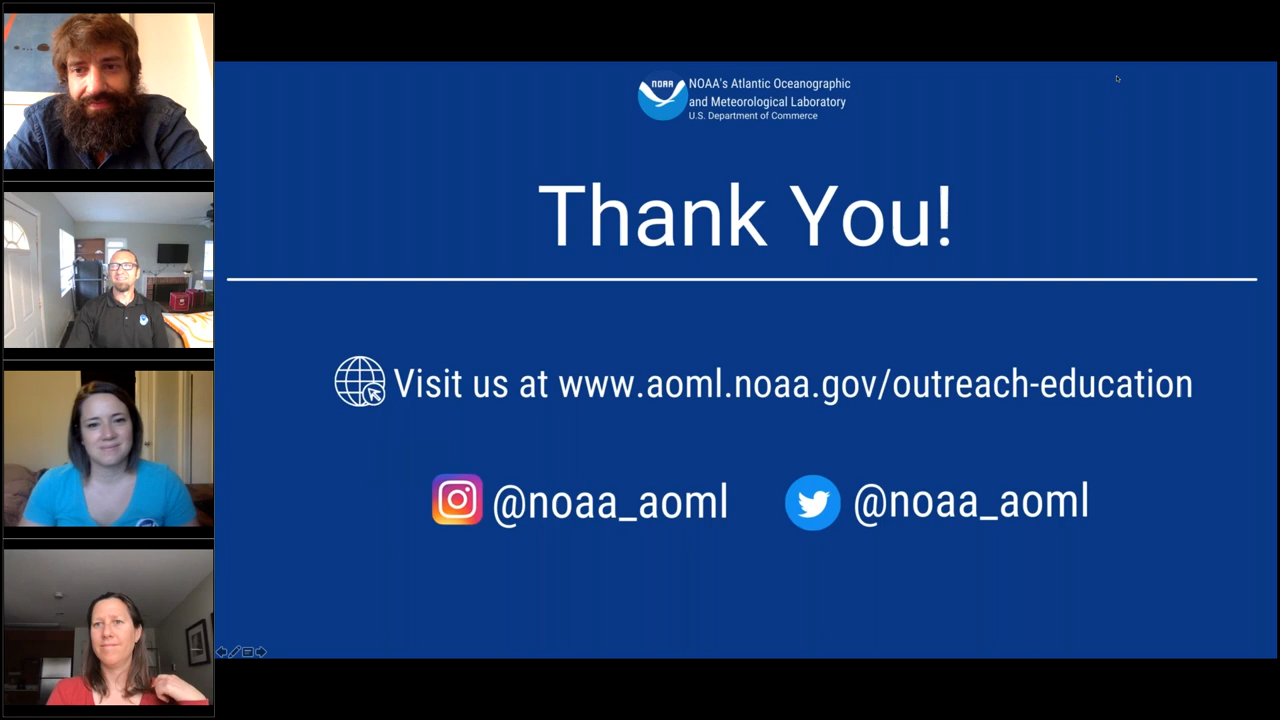 NOAA
NOAA's Atlantic Oceanographic
and Meteorological Laboratory
U.S. Department of Commerce
Thank You!
Visit us at www.aoml.noaa.gov/outreach-education
@noaa_aoml
@noaa_aoml